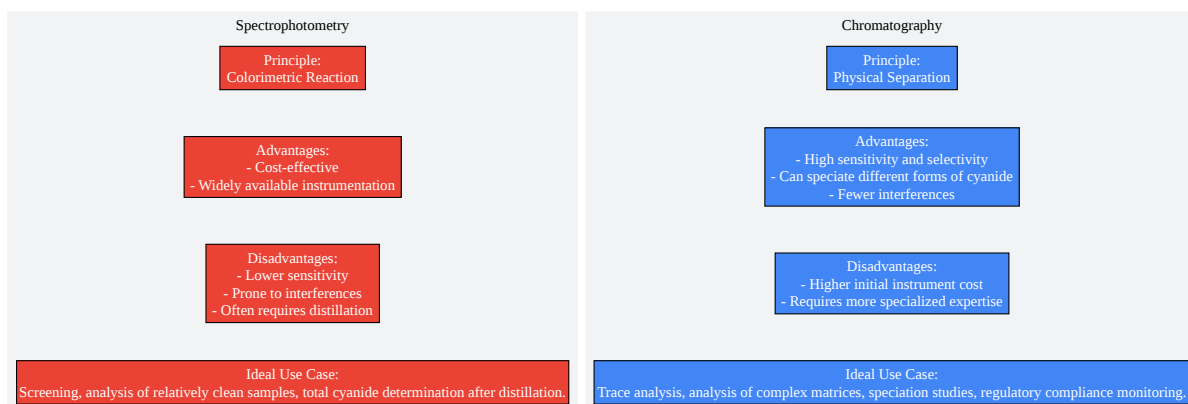 Spectrophotometry
Principle:
Colorimetric Reaction
Advantages:
- Cost-effective
- Widely available instrumentation
Disadvantages:
- Lower sensitivity
- Prone to interferences
- Often requires distillation
Ideal Use Case:
Screening, analysis of relatively clean samples, total cyanide determination after distillation.
Chromatography
Principle:
Physical Separation
Advantages:
- High sensitivity and selectivity
- Can speciate different forms of cyanide
- Fewer interferences
Disadvantages:
- Higher initial instrument cost
- Requires more specialized expertise
Ideal Use Case:
Trace analysis, analysis of complex matrices, speciation studies, regulatory compliance monitoring.